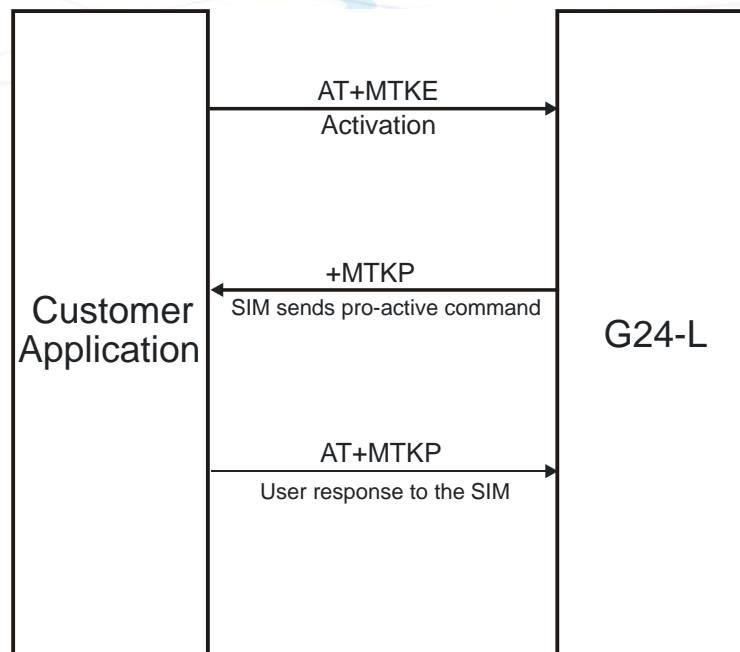 AT+MTKE
Activation
+MTKP
SIM sends pro-active command
Customer
Application
G24-L
AT+MTKP
User response to the SIM